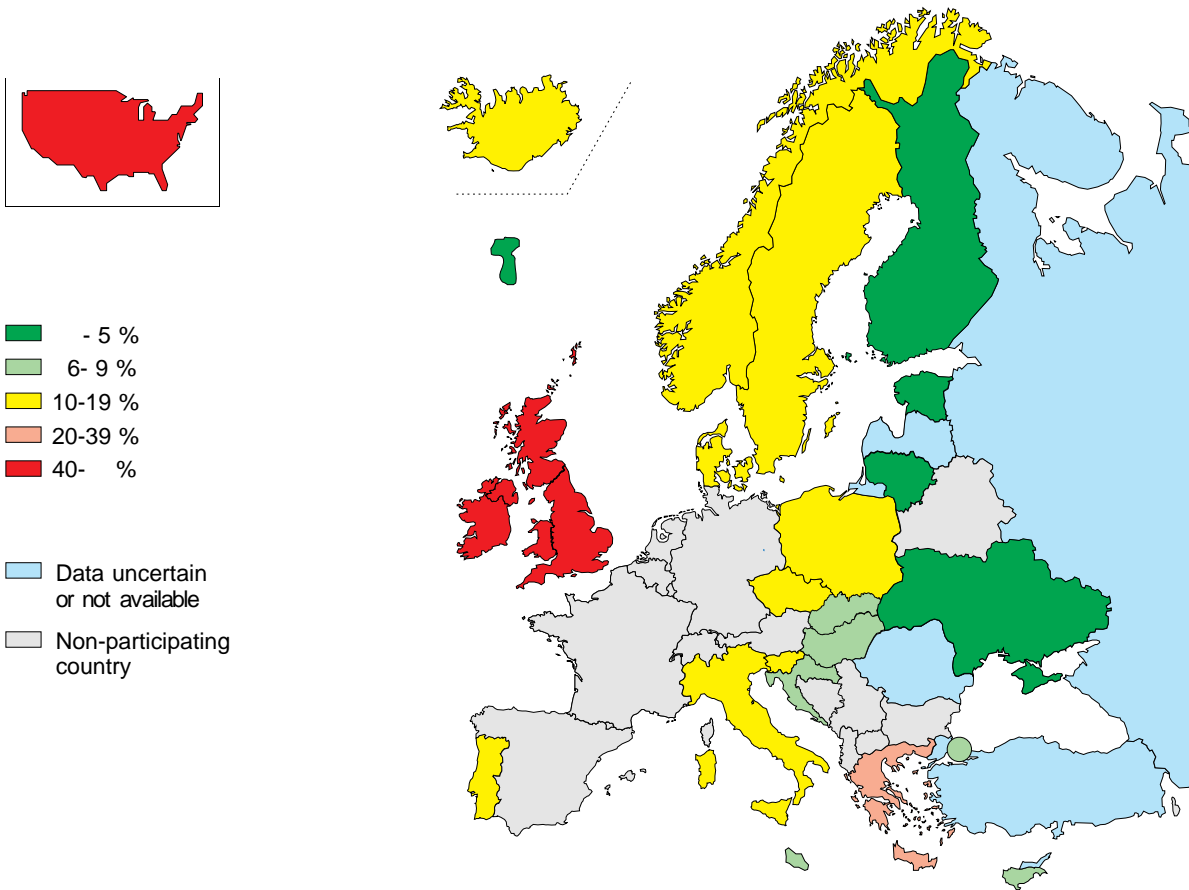 - 5 %
6- 9 %
10-19 %
20-39 %
40- %
Data uncertain
or not available
Non-participating
country